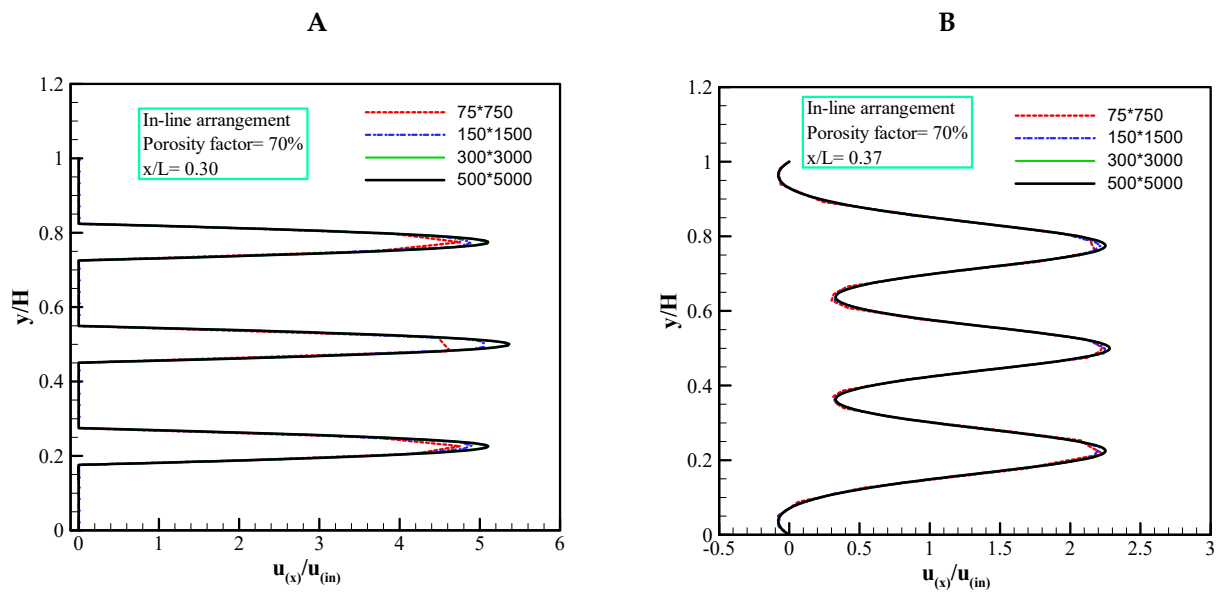 A
1.2
1
0.8
0.6
0.4
0.2
0
y/H
In-line arrangement
Porosity factor= 70%
x/L= 0.30
75*750
150*1500
300*3000
500*5000
0 1 2 3 4 5 6
u(x)/u(in)
B
1.2
1
0.8
0.6
0.4
0.2
0
y/H
In-line arrangement
Porosity factor= 70%
x/L= 0.37
75*750
150*1500
300*3000
500*5000
-0.5 0 0.5 1 1.5 2 2.5 3
u(x)/u(in)